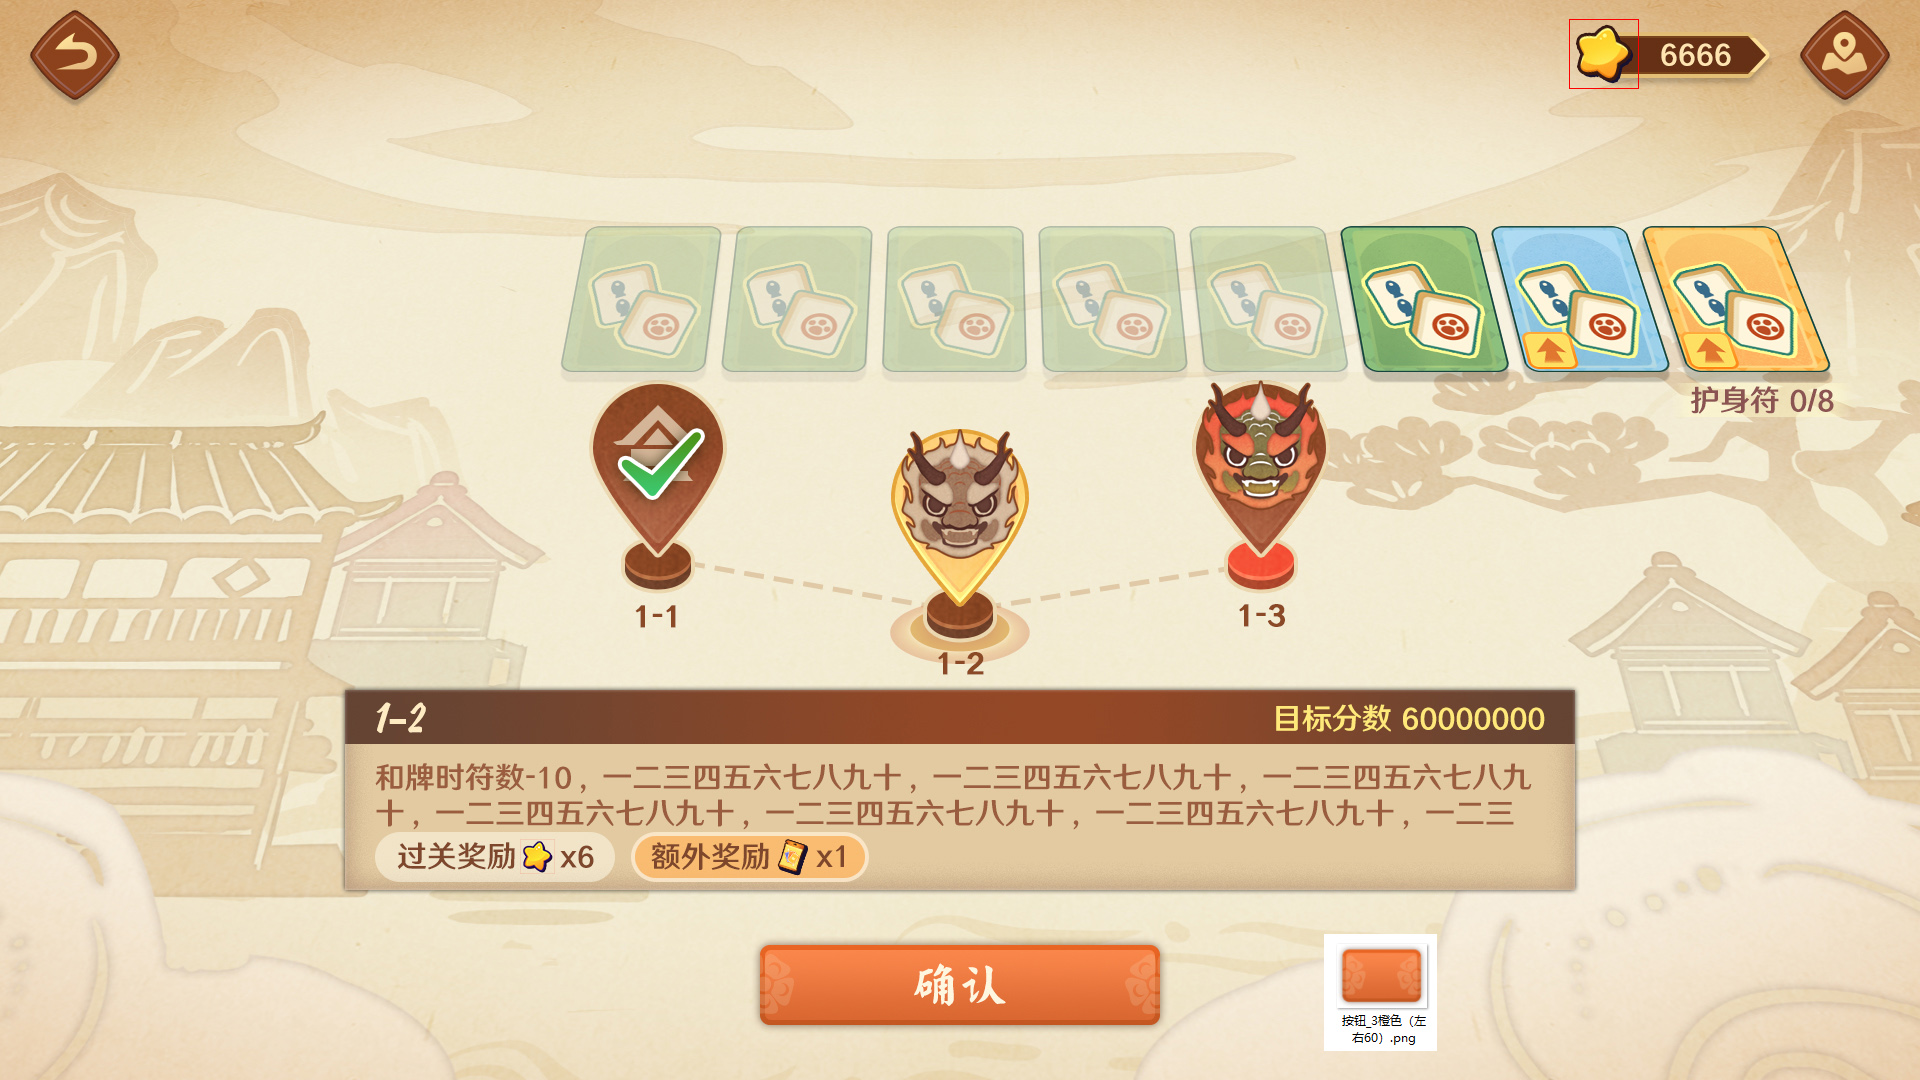 6666
护身符 0/8
1-1
1-2
1-3
1-2
目标分数 60000000
和牌时符数-10，一二三四五六七八九十，一二三四五六七八九十，一二三四五六七八九
十，一二三四五六七八九十，一二三四五六七八九十，一二三四五六七八九十，一二三
过关奖励 x6
额外奖励 x1
确认
按钮_3橙色（左
右60）.png